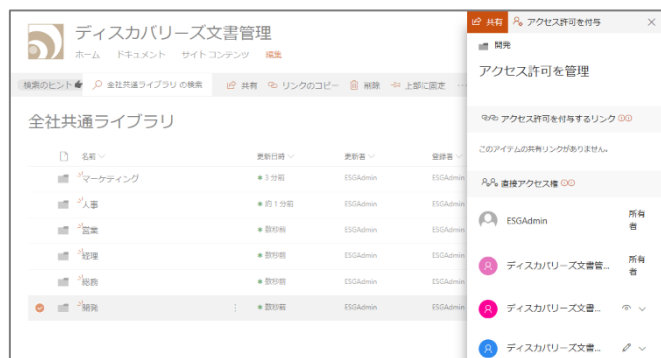 ディスカバリーズ文書管理
ホーム ドキュメント サイト コンテンツ 編集
検索のヒント 全社共通ライブラリ の検索 共有 リンクのコピー 削除 上部に固定 ...
全社共通ライブラリ
名前 更新日時 更新者 登録者
マーケティング 3 分前 ESGAdmin ESGAdmin
人事 約 1 分前 ESGAdmin ESGAdmin
営業 数秒前 ESGAdmin ESGAdmin
経理 数秒前 ESGAdmin ESGAdmin
総務 数秒前 ESGAdmin ESGAdmin
開発 数秒前 ESGAdmin ESGAdmin
共有 アクセス許可を付与
開発
アクセス許可を管理
アクセス許可を付与するリンク
このアイテムの共有リンクがありません。
直接アクセス権
ESGAdmin 所有者
ディスカバリーズ文書管... 所有者
ディスカバリーズ文書...
ディスカバリーズ文書...